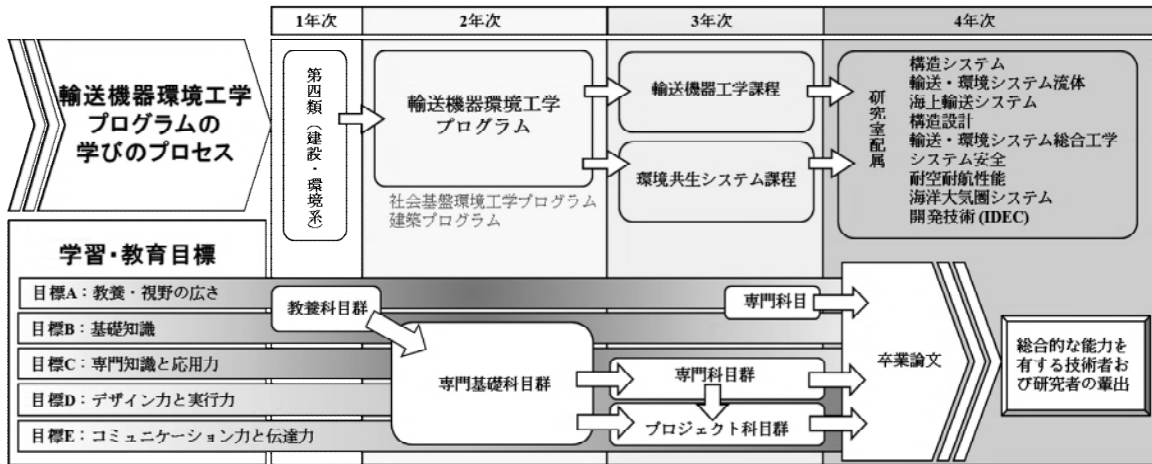 1年次
2年次
3年次
4年次
輸送機器環境工学
プログラムの
学びのプロセス
第四類（建設・環境系）
輸送機器環境工学
プログラム
社会基盤環境工学プログラム
建築プログラム
輸送機器工学課程
環境共生システム課程
研究室配属
構造システム
輸送・環境システム流体
海上輸送システム
構造設計
輸送・環境システム総合工学
システム安全
耐空耐航性能
海洋大気圏システム
開発技術 (IDEC)
学習・教育目標
目標A：教養・視野の広さ
目標B：基礎知識
目標C：専門知識と応用力
目標D：デザイン力と実行力
目標E：コミュニケーション力と伝達力
教養科目群
専門基礎科目群
専門科目
専門科目群
プロジェクト科目群
卒業論文
総合的な能力を
有する技術者お
び研究者の輩出